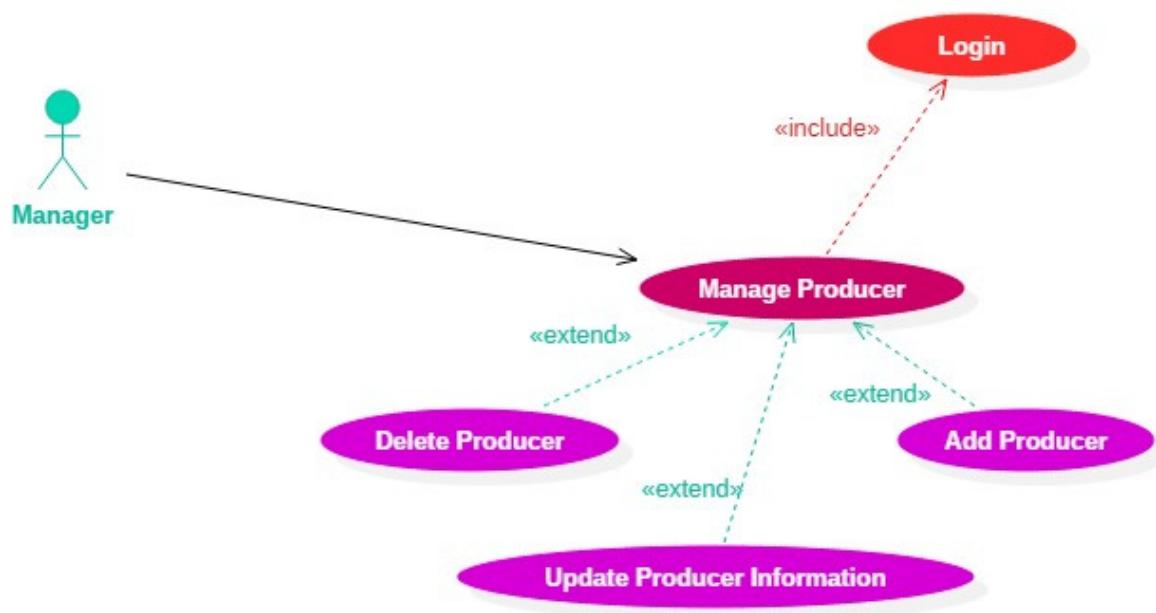 Login
«include»
Manager
Manage Producer
«extend»
«extend»
Delete Producer
Add Producer
«extend»
Update Producer Information